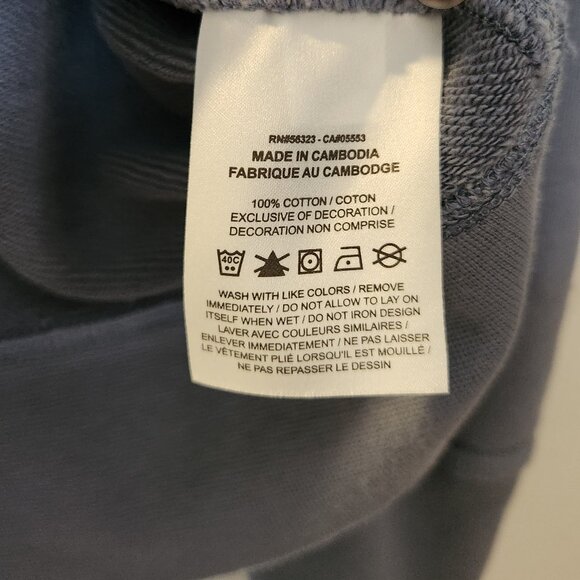 RN#56323 - CA#05553
MADE IN CAMBODIA
FABRIQUE AU CAMBODGE
100% COTTON / COTON
EXCLUSIVE OF DECORATION /
DECORATION NON COMPRISE
40C
WASH WITH LIKE COLORS / REMOVE
IMMEDIATELY / DO NOT ALLOW TO LAY ON
ITSELF WHEN WET / DO NOT IRON DESIGN
LAVER AVEC COULEURS SIMILAIRES /
ENLEVER IMMEDIATEMENT / NE PAS LAISSER
LE VÊTEMENT PLIÉ LORSQU'IL EST MOUILLÉ /
NE PAS REPASSER LE DESSIN